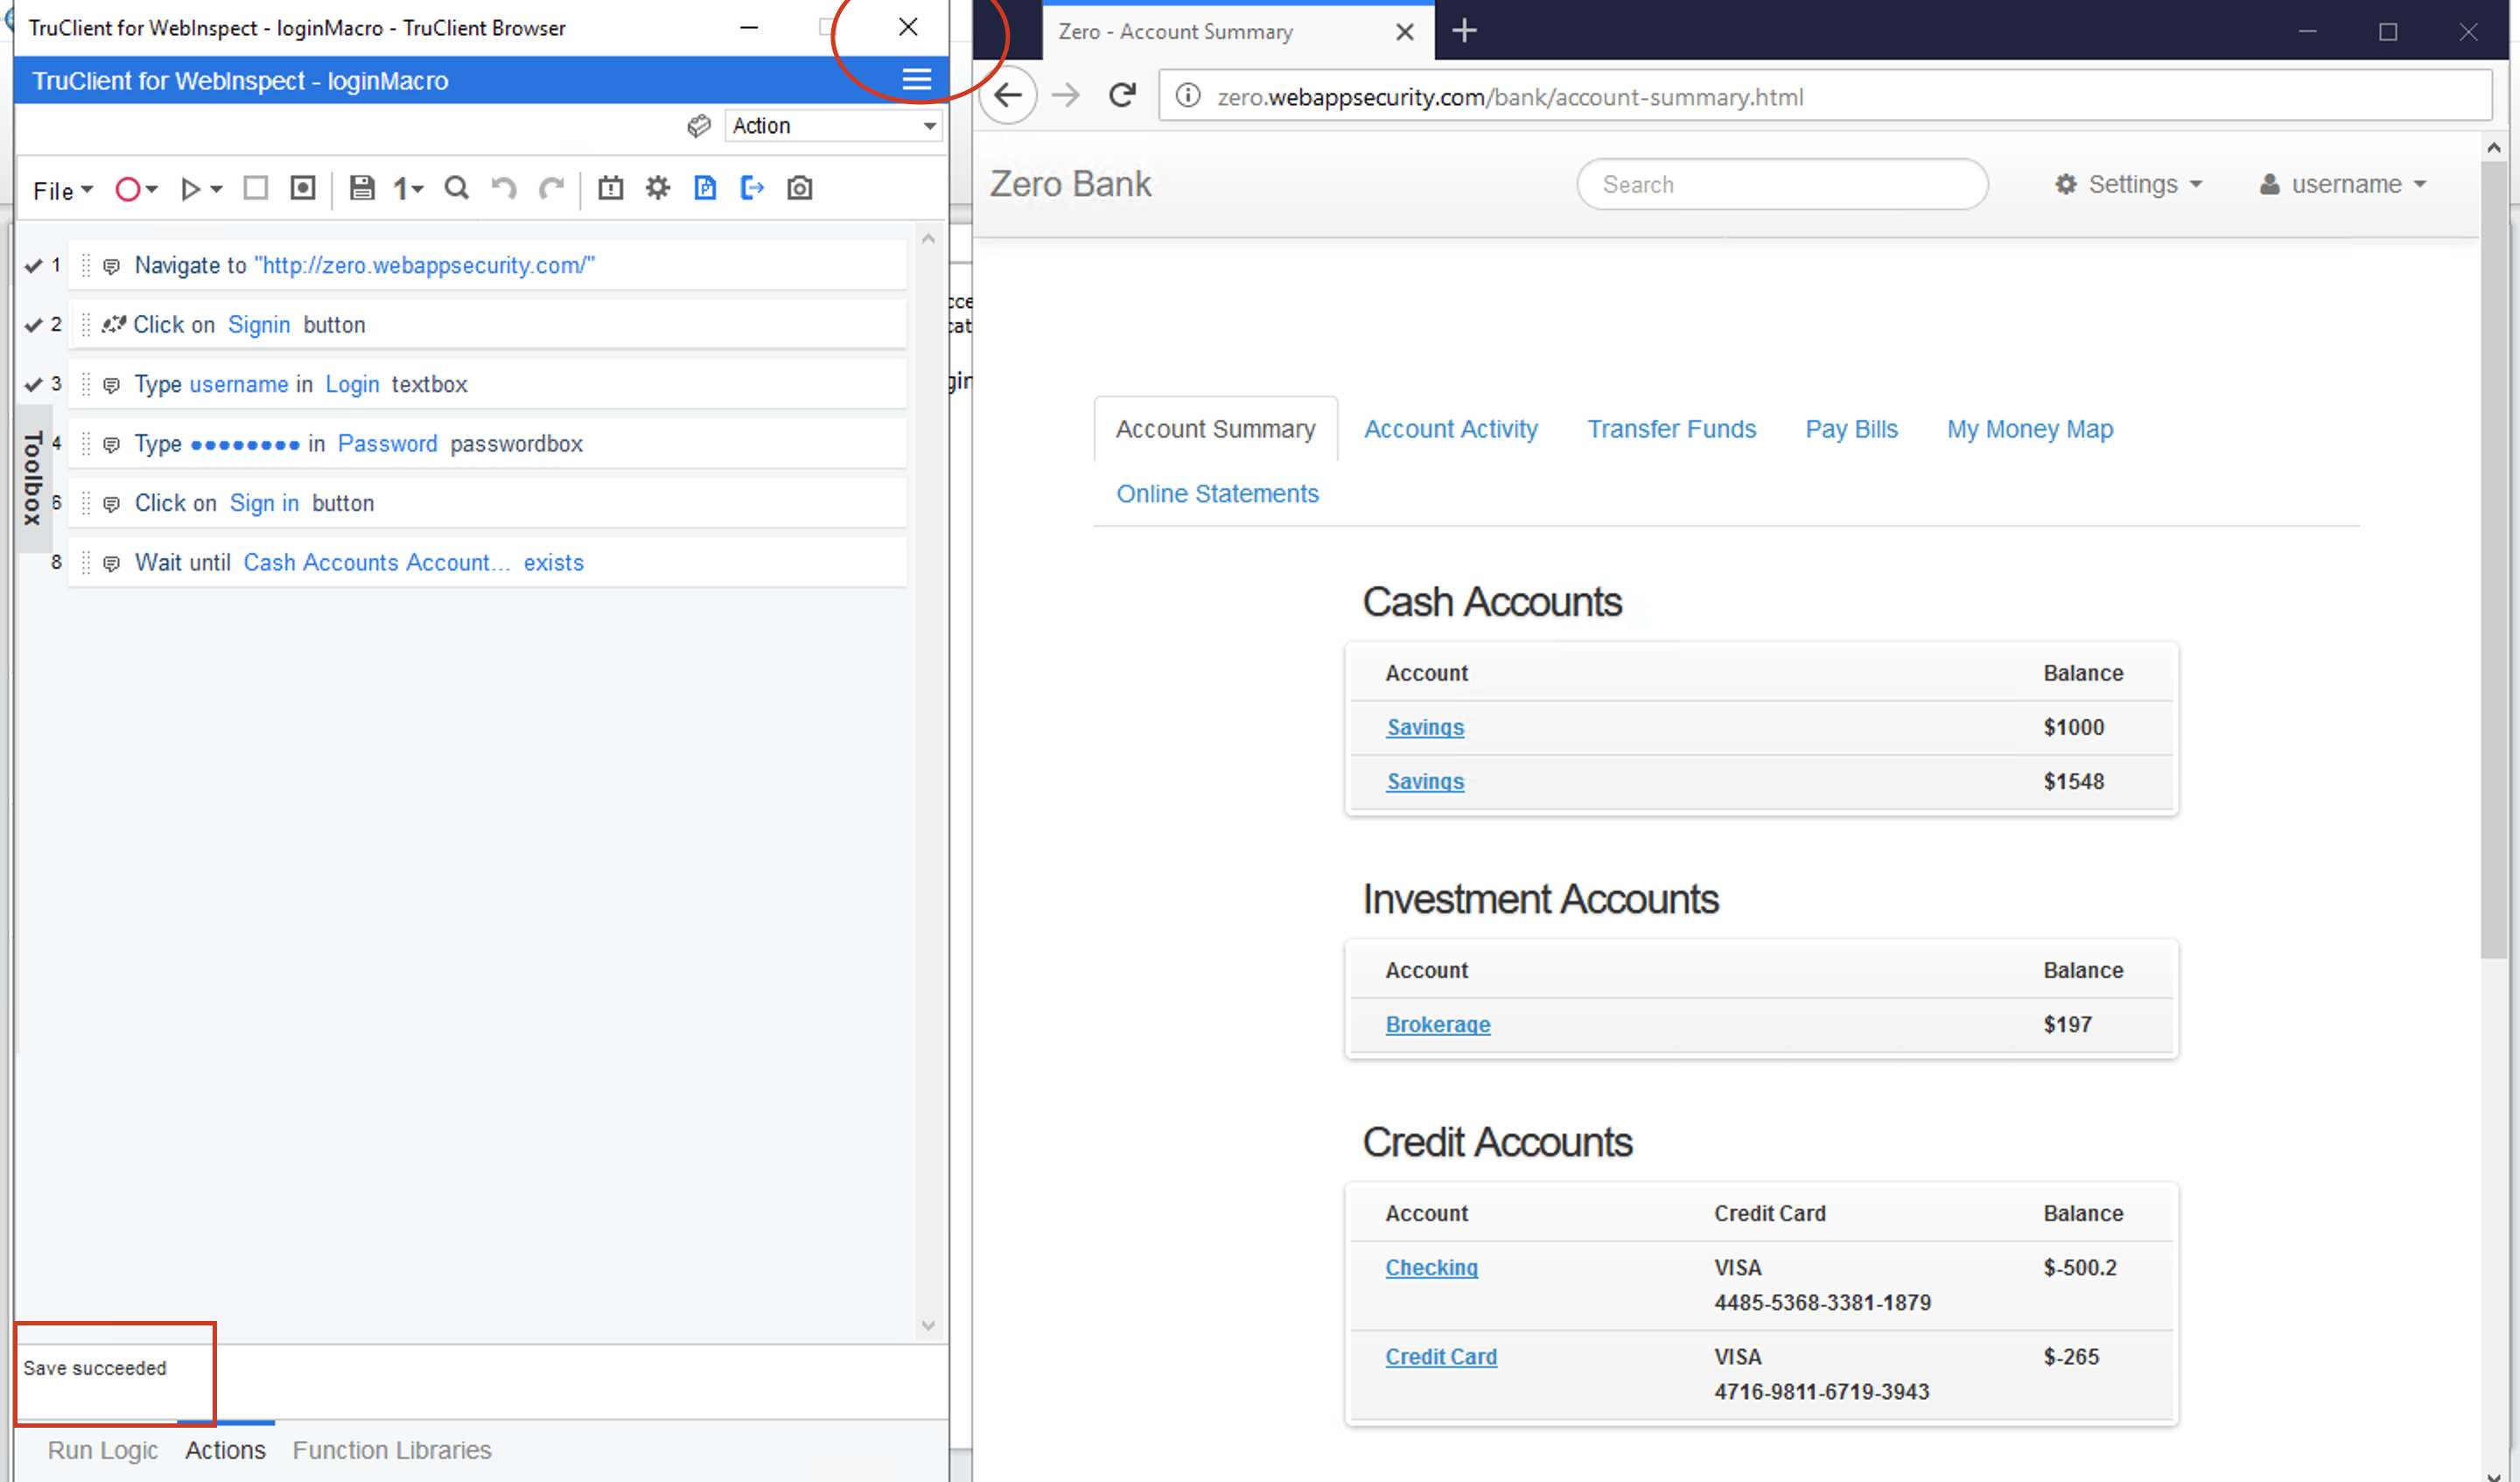 TruClient for WebInspect - loginMacro - TruClient Browser
TruClient for WebInspect - loginMacro
Action
File
1
1 Navigate to "http://zero.webappsecurity.com/"
2 Click on Signin button
3 Type username in Login textbox
4 Type ●●●●●●●● in Password passwordbox
6 Click on Sign in button
8 Wait until Cash Accounts Account... exists
Toolbox
Save succeeded
Run Logic Actions Function Libraries
Zero - Account Summary
zero.webappsecurity.com/bank/account-summary.html
Zero Bank
Search
Settings
username
Account Summary Account Activity Transfer Funds Pay Bills My Money Map
Online Statements
Cash Accounts
Account Balance
Savings $1000
Savings $1548
Investment Accounts
Account Balance
Brokerage $197
Credit Accounts
Account Credit Card Balance
Checking VISA $-500.2
4485-5368-3381-1879
Credit Card VISA $-265
4716-9811-6719-3943